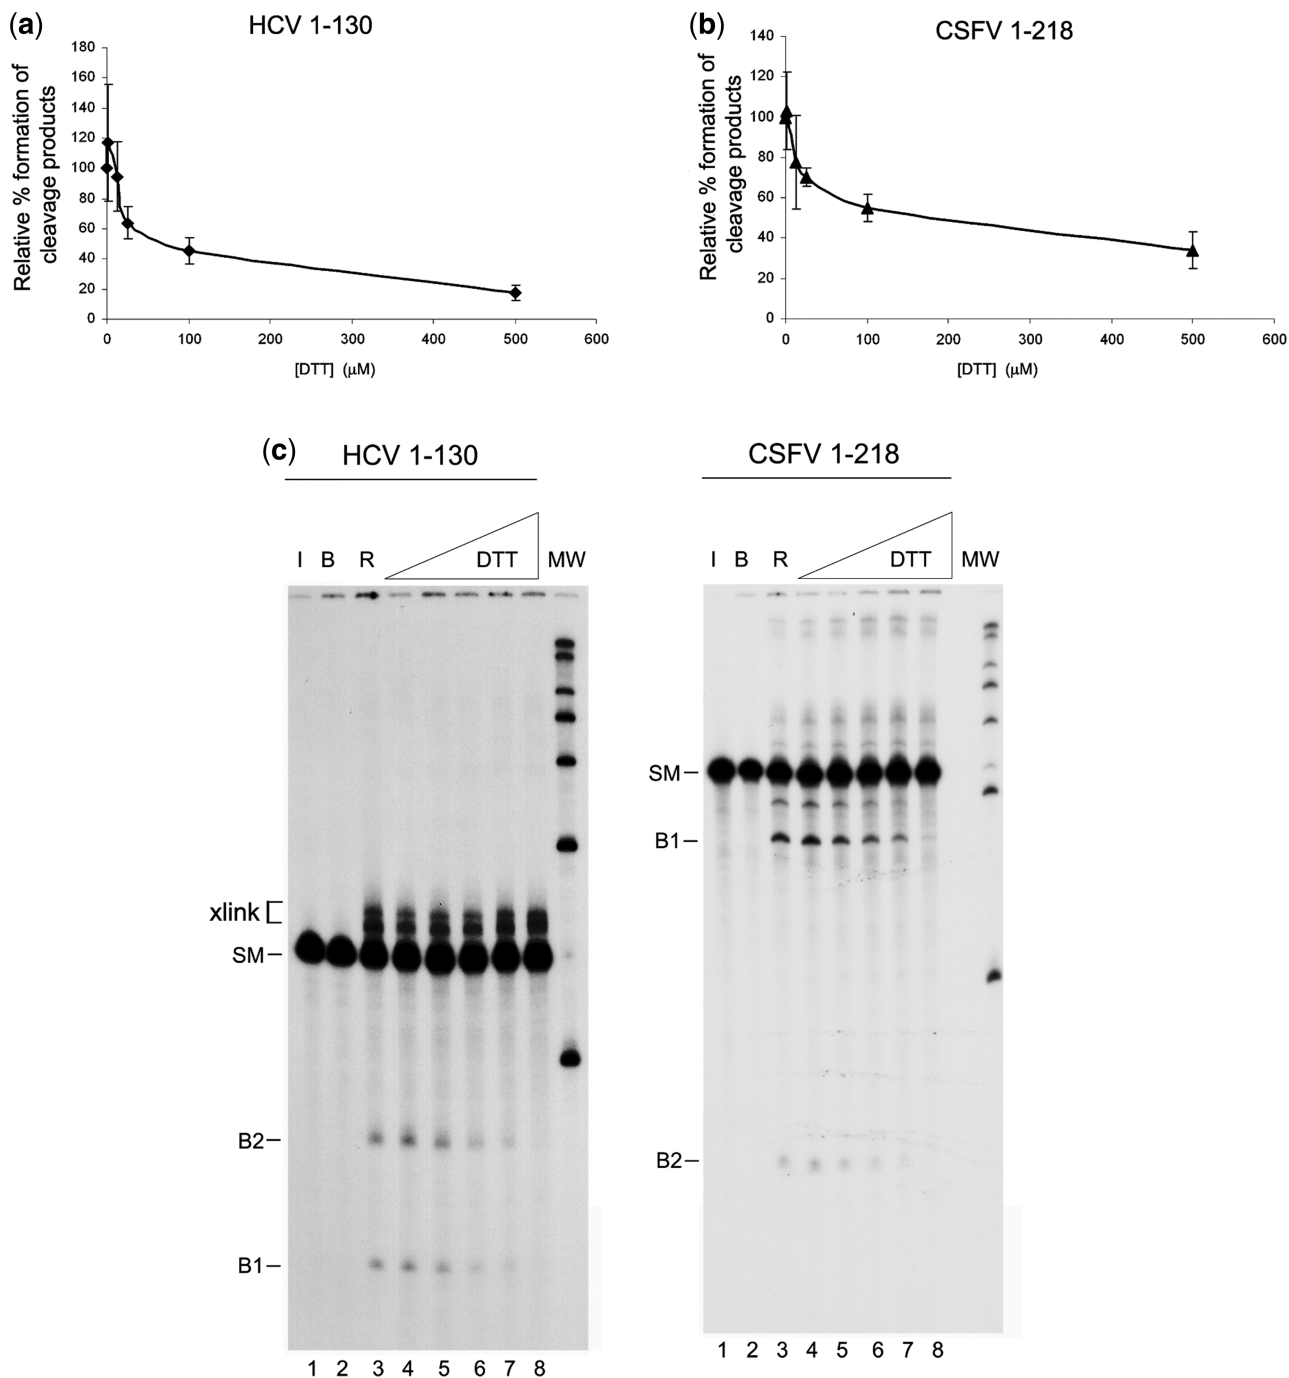 (a)
HCV 1-130
Relative % formation of
cleavage products
180
160
140
120
100
80
60
40
20
0
0 100 200 300 400 500 600
[DTT] (μM)
(b)
CSFV 1-218
Relative % formation of
cleavage products
140
120
100
80
60
40
20
0
0 100 200 300 400 500 600
[DTT] (μM)
(c)
HCV 1-130
I B R DTT MW
xlink
SM
B2
B1
1 2 3 4 5 6 7 8
CSFV 1-218
I B R DTT MW
SM
B1
B2
1 2 3 4 5 6 7 8